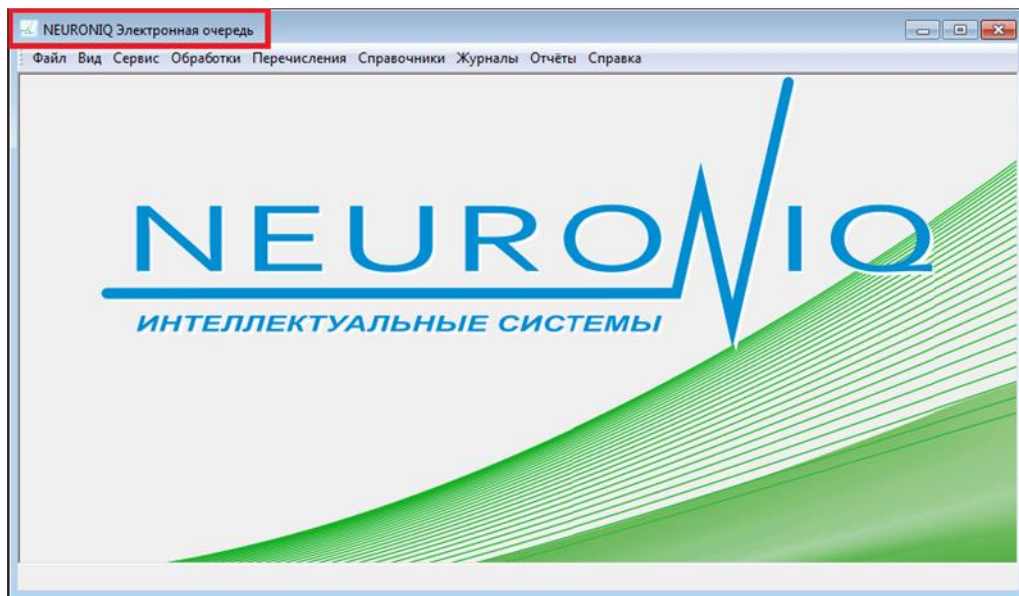 NEURONIQ Электронная очередь
Файл Вид Сервис Обработки Перечисления Справочники Журналы Отчёты Справка
NEURONIQ
ИНТЕЛЛЕКТУАЛЬНЫЕ СИСТЕМЫ